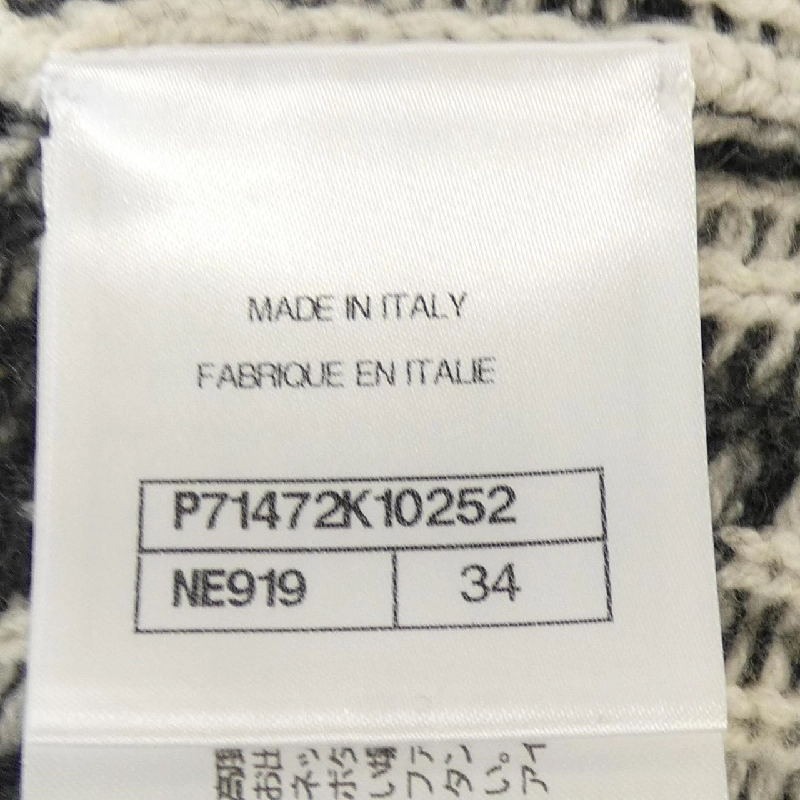 MADE IN ITALY
FABRIQUE EN ITALIE
P71472K10252
NE919
34